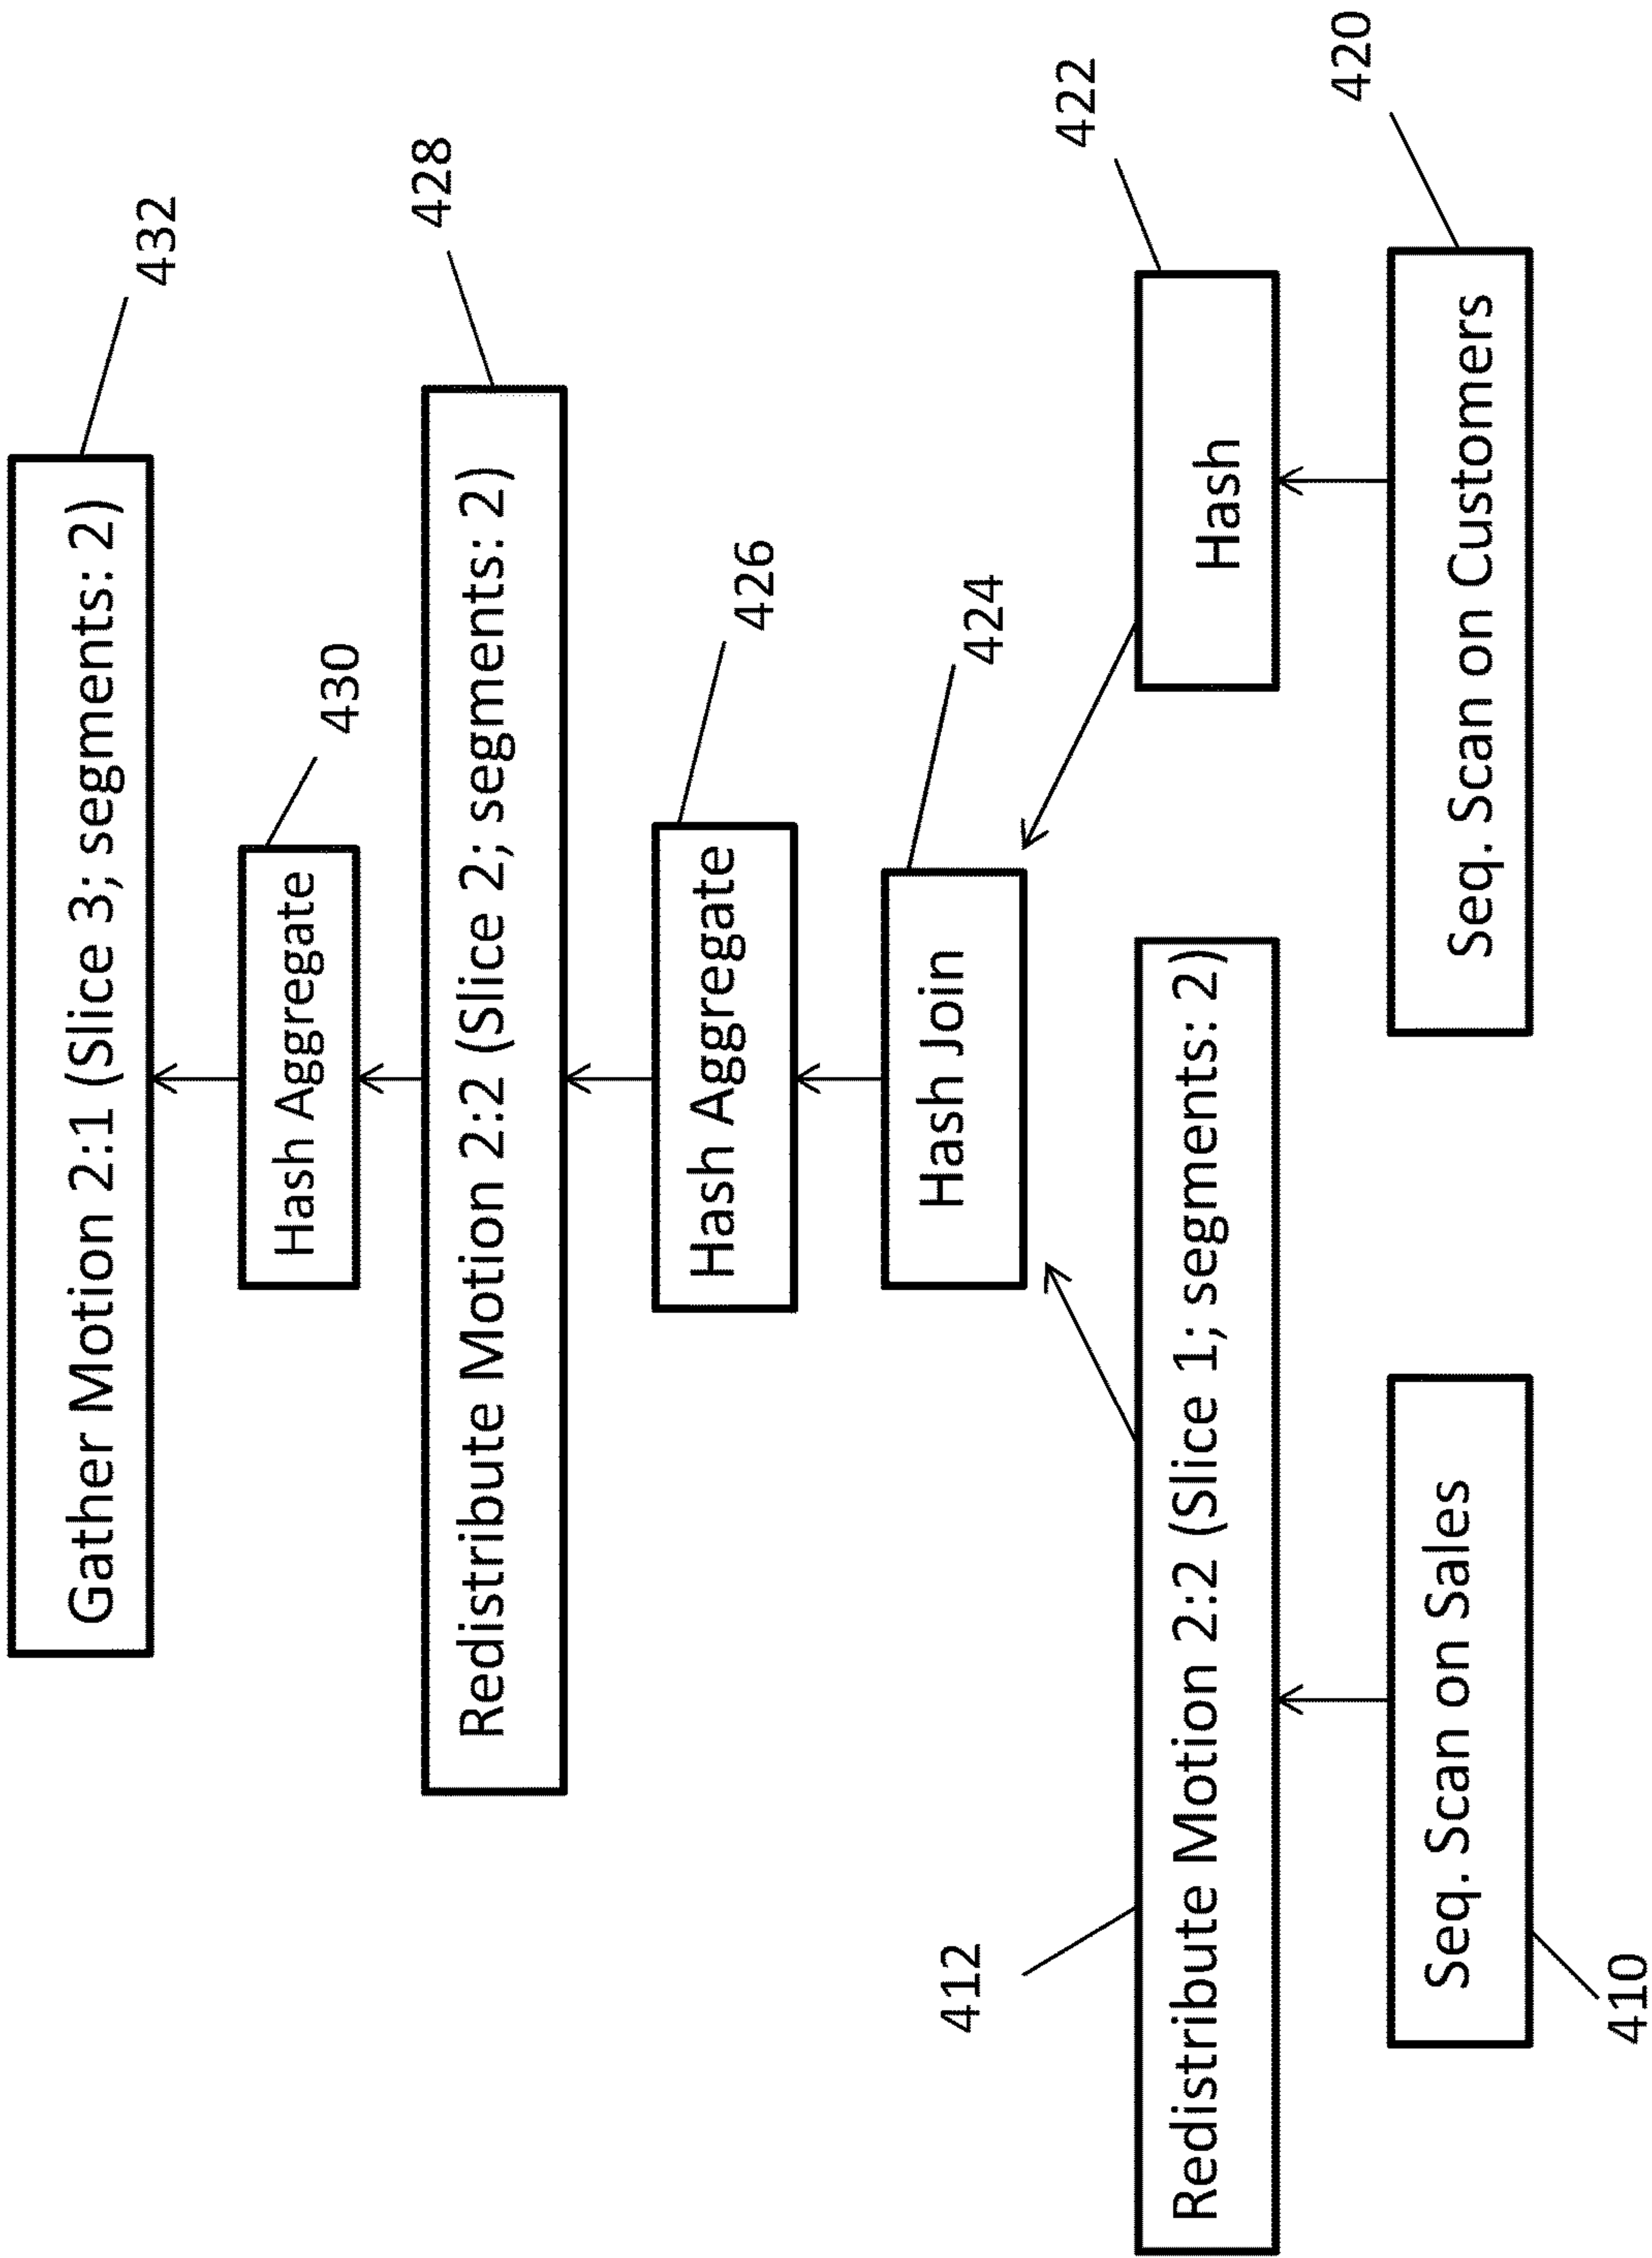 Gather Motion 2:1 (Slice 3; segments: 2)
432
Hash Aggregate
430
Redistribute Motion 2:2 (Slice 2; segments: 2)
428
Hash Aggregate
426
Hash Join
424
412
Redistribute Motion 2:2 (Slice 1; segments: 2)
Hash
422
Seq. Scan on Sales
410
Seq. Scan on Customers
420